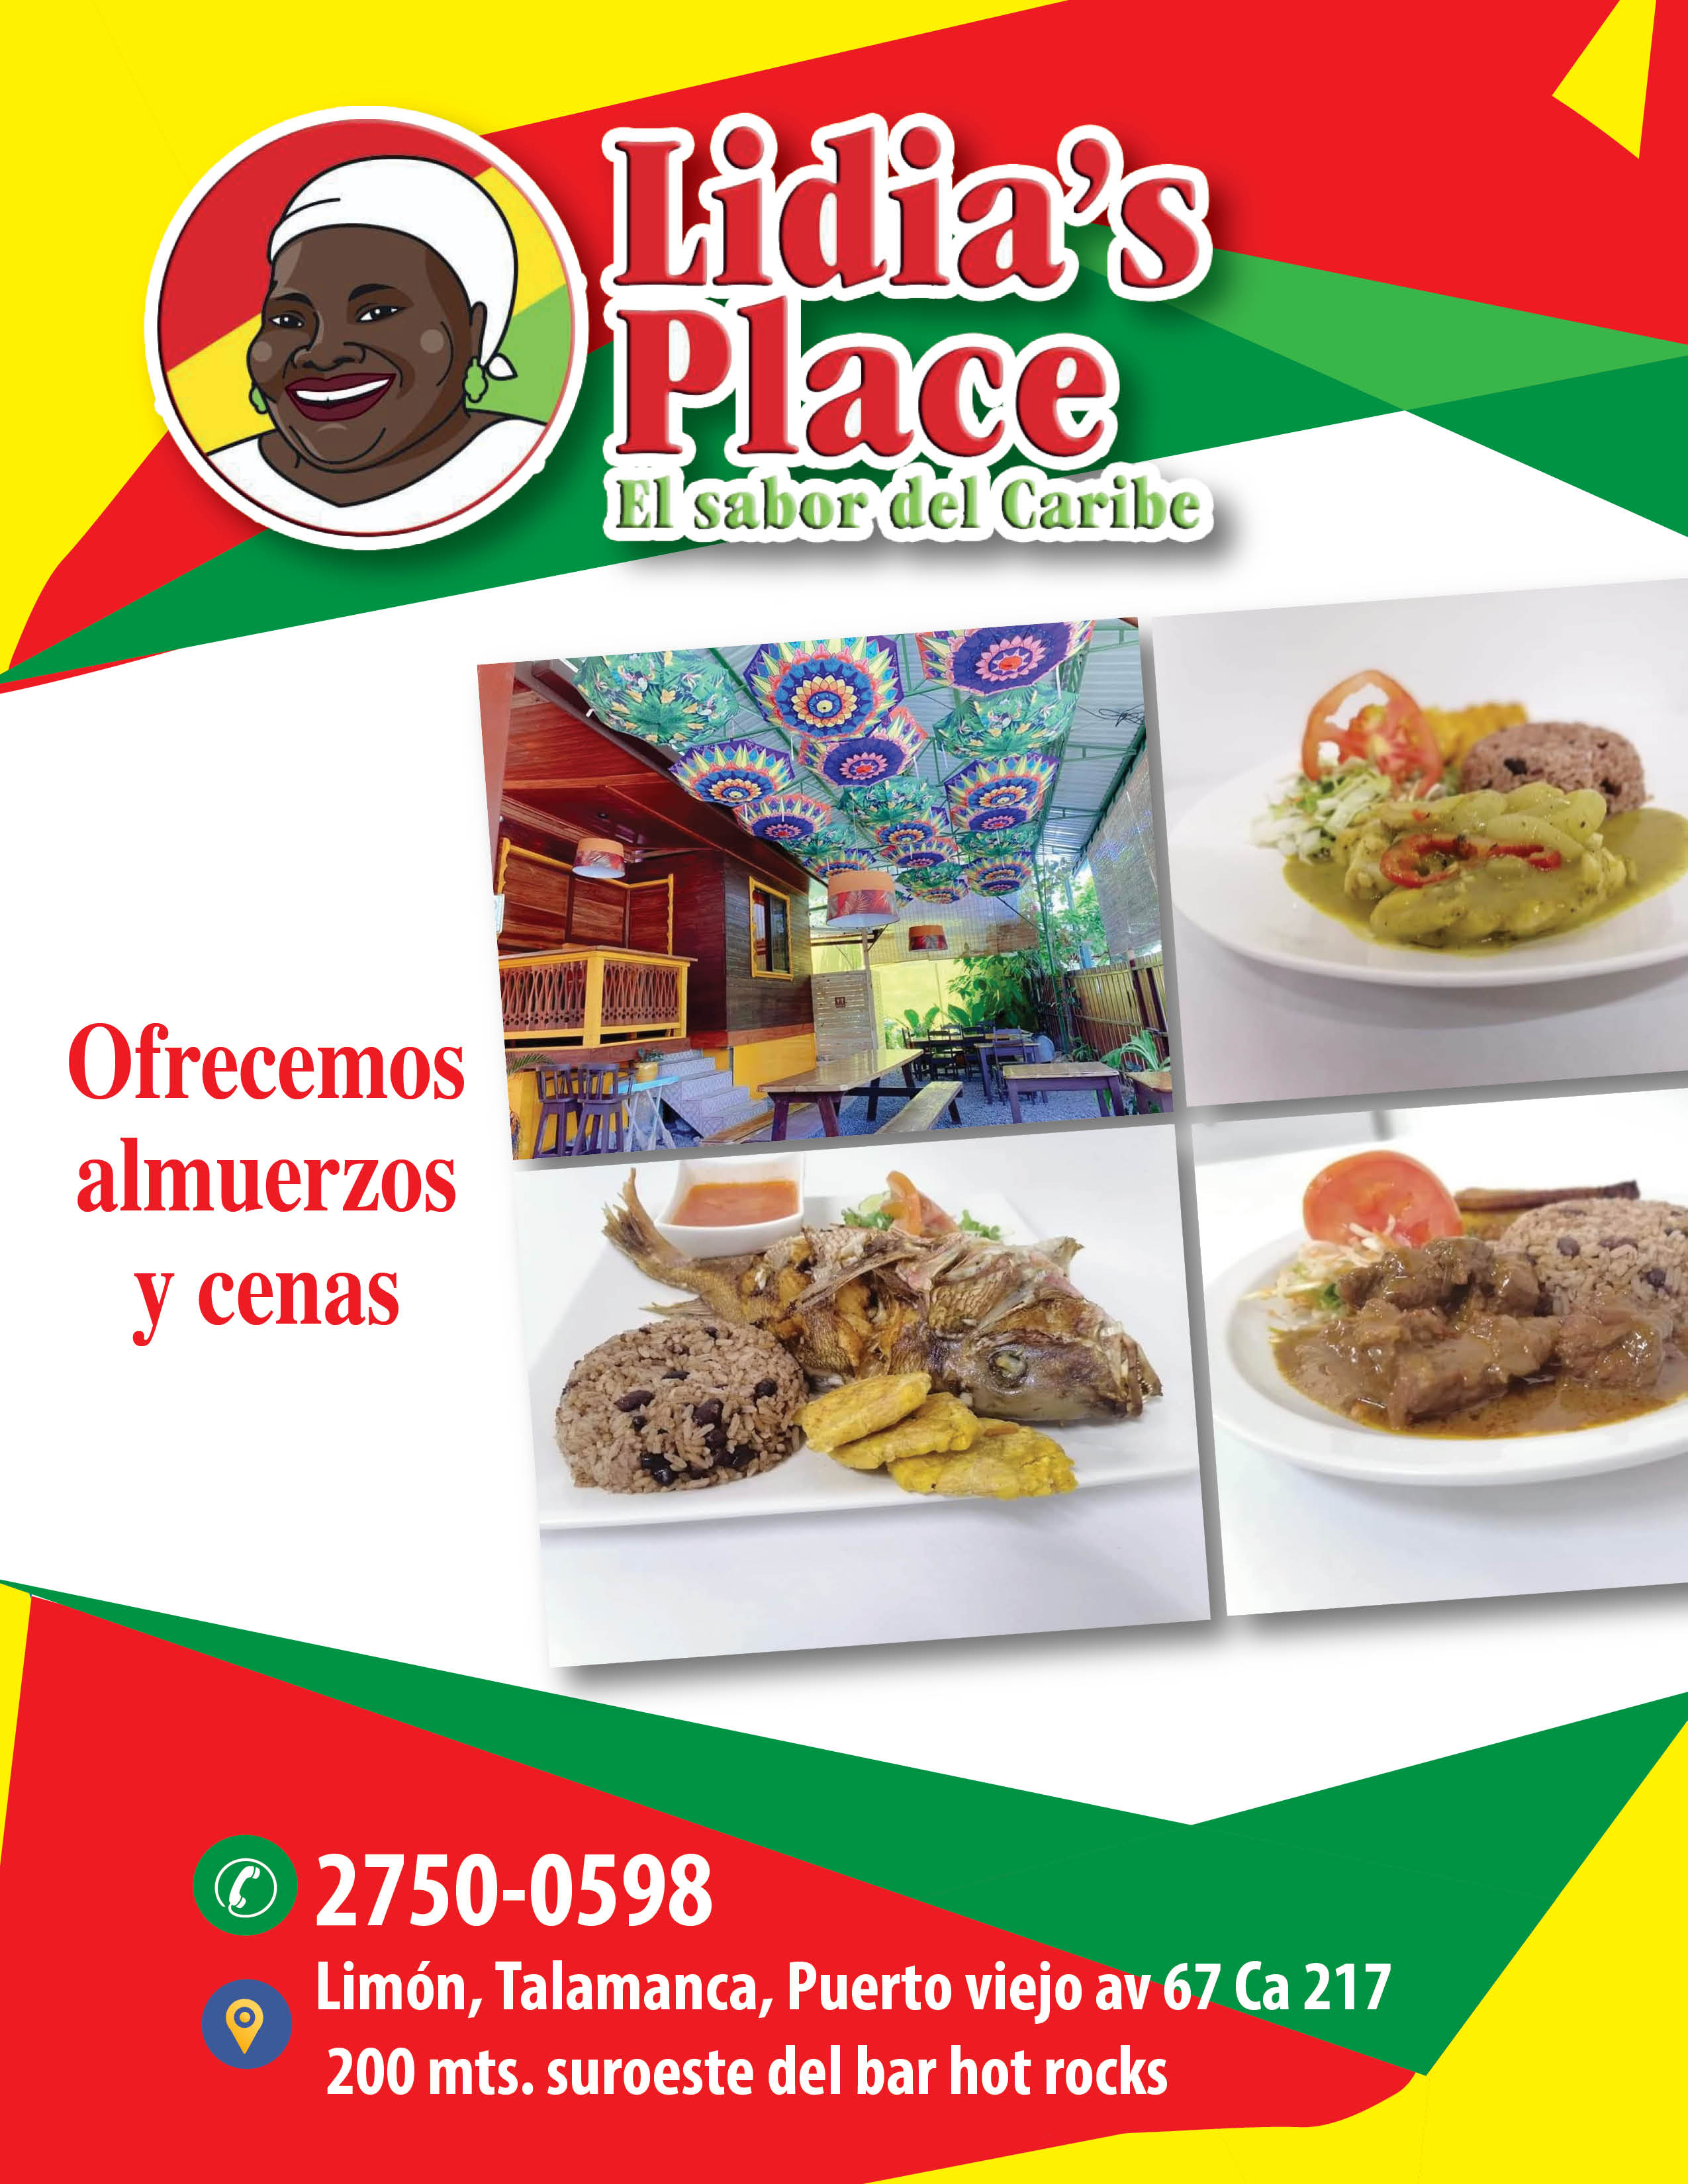 Lidia's
Place
El sabor del Caribe
Ofrecemos
almuerzos
y cenas
2750-0598
Limón, Talamanca, Puerto viejo av 67 Ca 217
200 mts. suroeste del bar hot rocks